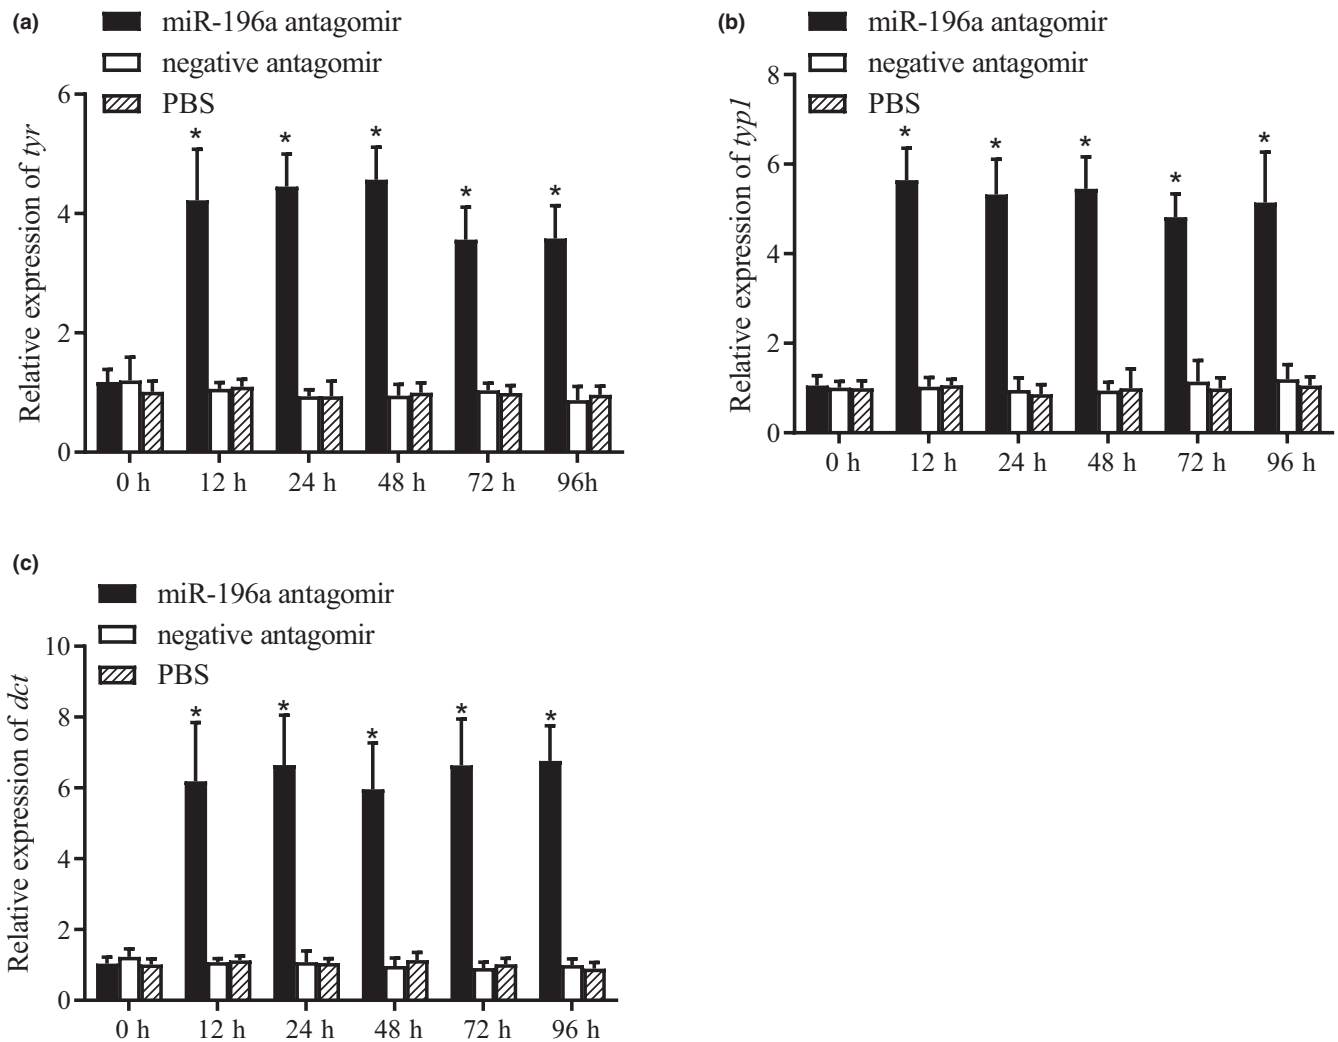 (a)
miR-196a antagomir
negative antagomir
PBS
Relative expression of tyr
6
4
2
0
* * * * *
0 h 12 h 24 h 48 h 72 h 96h
(b)
miR-196a antagomir
negative antagomir
PBS
Relative expression of typ1
8
6
4
2
0
* * * * *
0 h 12 h 24 h 48 h 72 h 96 h
(c)
miR-196a antagomir
negative antagomir
PBS
Relative expression of dct
10
8
6
4
2
0
* * * * *
0 h 12 h 24 h 48 h 72 h 96 h